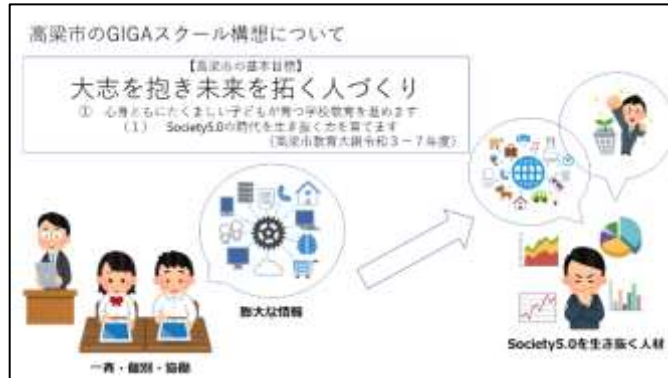 高梁市のGIGAスクール構想について
【高梁市の基本目標】
大志を抱き未来を拓く人づくり
① 心身ともにたくましい子どもが育つ学校教育を進めます
(1) Society5.0の時代を生き抜く力を育てます
(高梁市教育大綱令和3-7年度)
膨大な情報
一斉・個別・協働
Society5.0を生き抜く人材